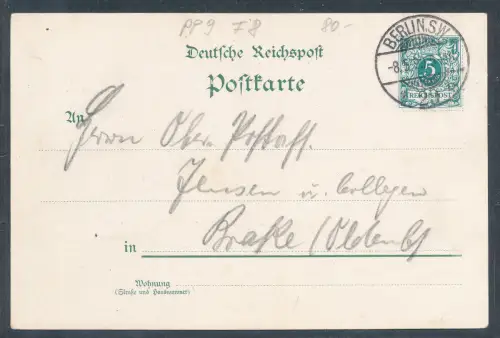 PP9 F8 80-
Deutsche Reichspost
Postkarte
BERLIN, S.W.
5
REICHSPOST
An Herrn Ober-Postass.
Jensen u. Collegen
in Brake (Oldenb)
Wohnung
(Straße und Hausnummer)